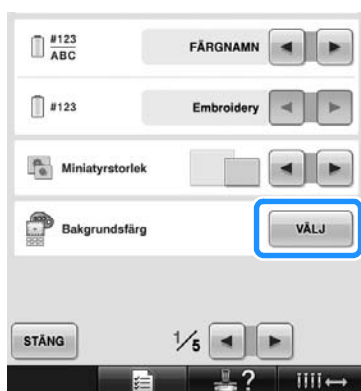 #123
ABC
FÄRGNAMN
#123
Embroidery
Miniatyrstorlek
Bakgrundsfärg
VÄLJ
STÄNG
1/5
?